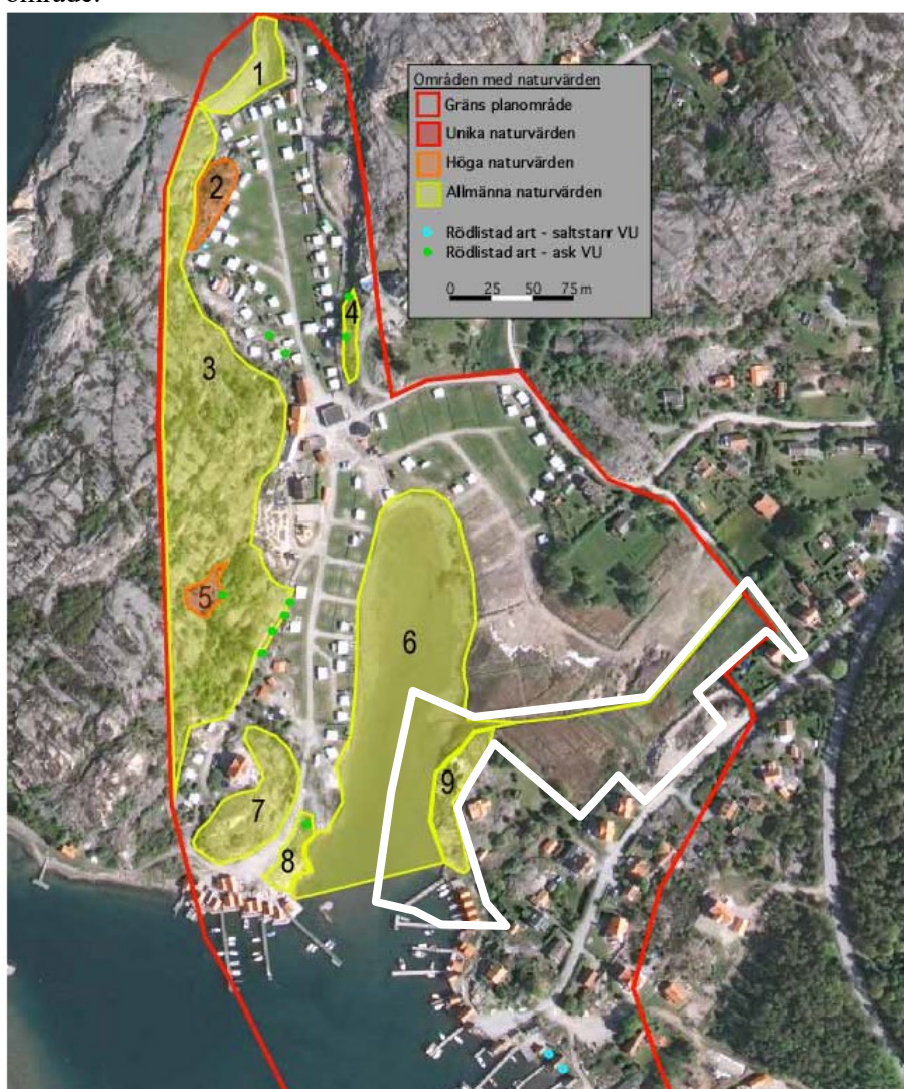 område.
Områden med naturvärden
Gräns planområde
Unika naturvärden
Höga naturvärden
Allmänna naturvärden
Rödlistad art - saltstarr VU
Rödlistad art - ask VU
0 25 50 75 m
1
2
4
3
5
6
9
7
8